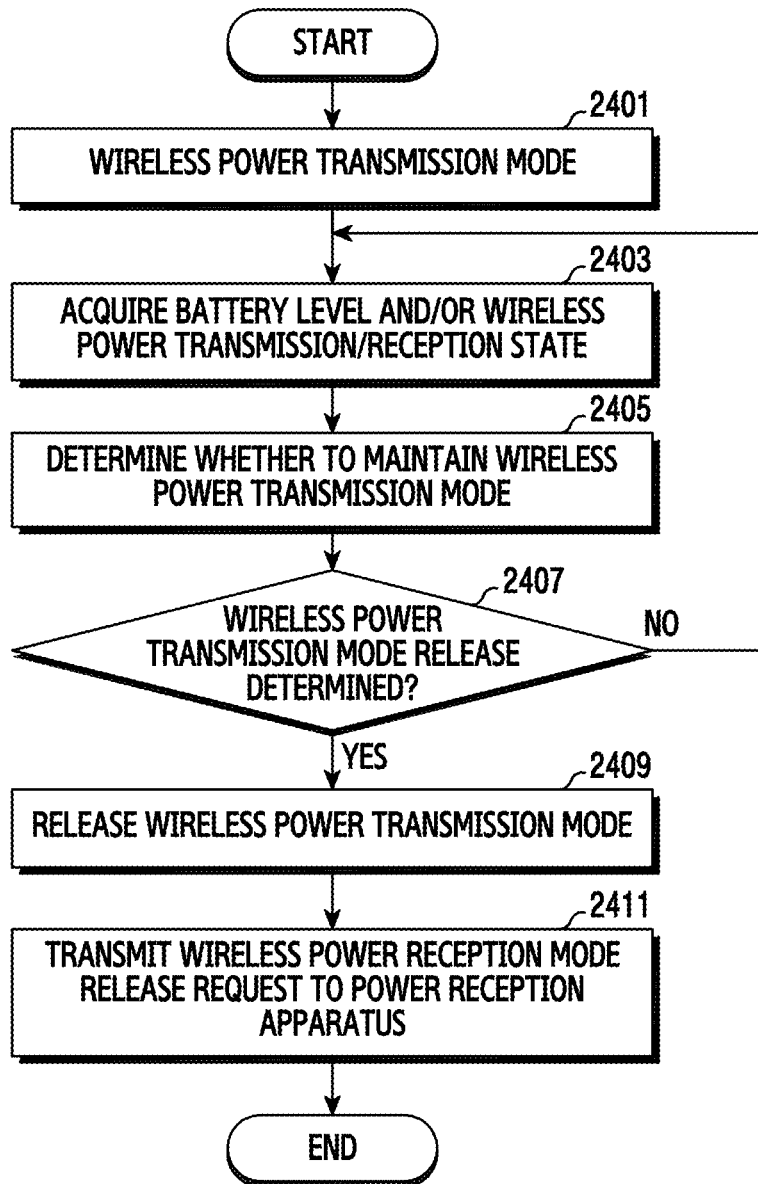 START
2401
WIRELESS POWER TRANSMISSION MODE
2403
ACQUIRE BATTERY LEVEL AND/OR WIRELESS
POWER TRANSMISSION/RECEPTION STATE
2405
DETERMINE WHETHER TO MAINTAIN WIRELESS
POWER TRANSMISSION MODE
2407
WIRELESS POWER
TRANSMISSION MODE RELEASE
DETERMINED?
NO
YES
2409
RELEASE WIRELESS POWER TRANSMISSION MODE
2411
TRANSMIT WIRELESS POWER RECEPTION MODE
RELEASE REQUEST TO POWER RECEPTION
APPARATUS
END